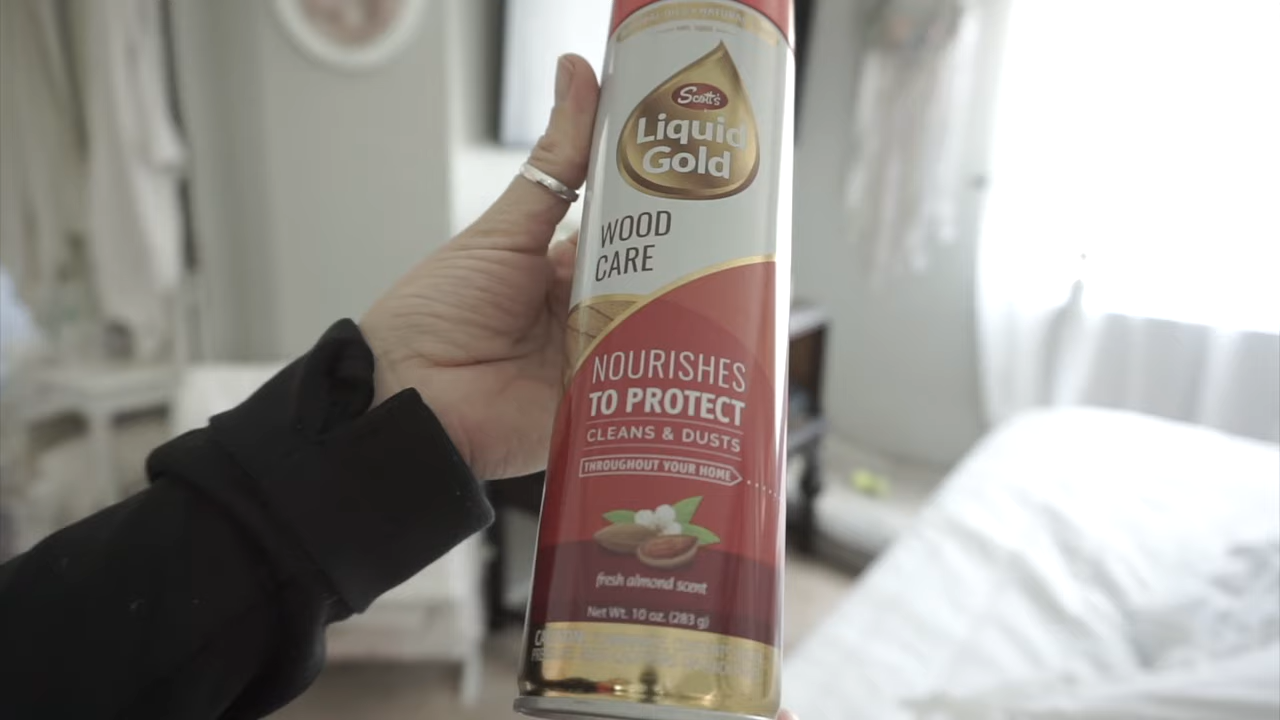 Scott's
Liquid
Gold
WOOD
CARE
NOURISHES
TO PROTECT
CLEANS & DUSTS
THROUGHOUT YOUR HOME
fresh almond scent
Net Wt. 10 oz. (283 g)